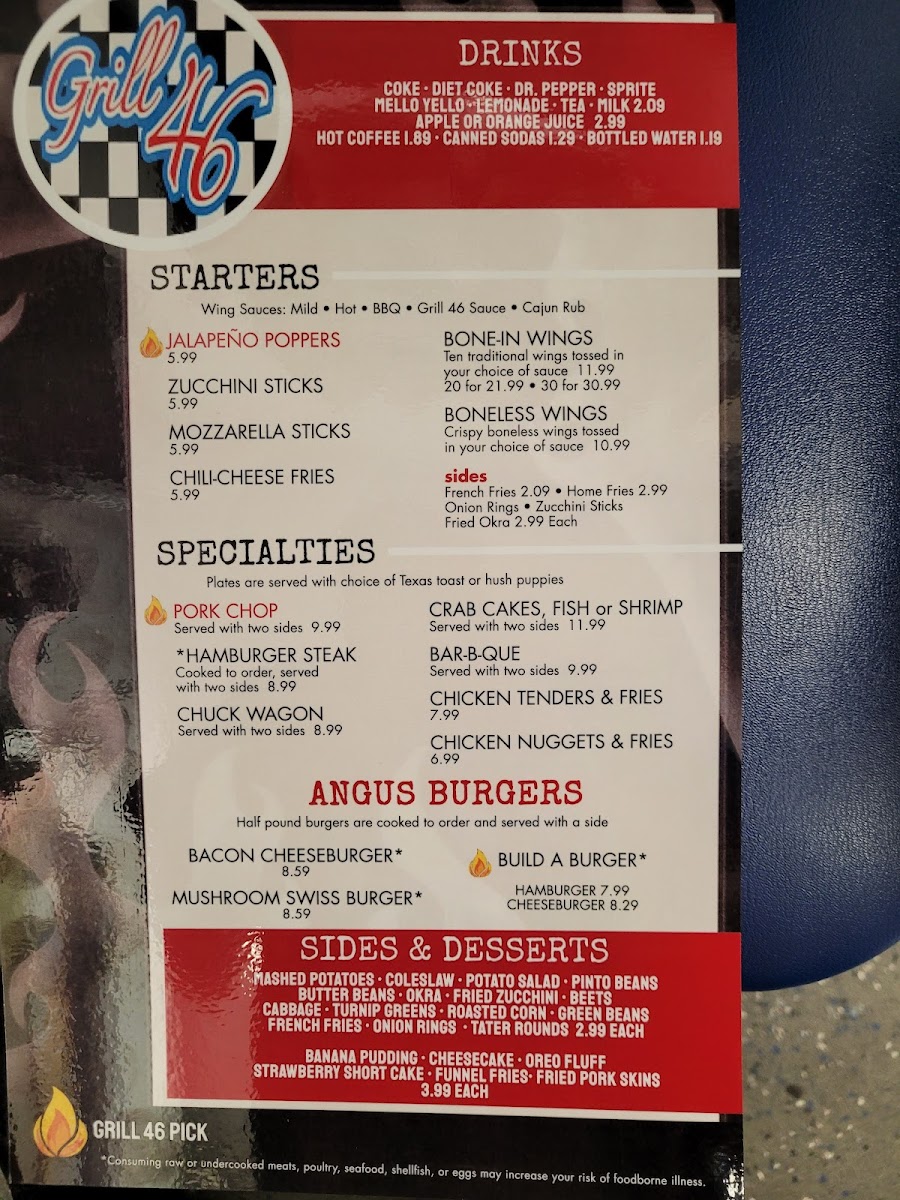 Grill 46
DRINKS
COKE • DIET COKE • DR. PEPPER • SPRITE
MELLO YELLO • LEMONADE • TEA • MILK 2.09
APPLE OR ORANGE JUICE 2.99
HOT COFFEE 1.89 • CANNED SODAS 1.29 • BOTTLED WATER 1.19
STARTERS
Wing Sauces: Mild • Hot • BBQ • Grill 46 Sauce • Cajun Rub
JALAPEÑO POPPERS
5.99
ZUCCHINI STICKS
5.99
MOZZARELLA STICKS
5.99
CHILI-CHEESE FRIES
5.99
BONE-IN WINGS
Ten traditional wings tossed in
your choice of sauce 11.99
20 for 21.99 • 30 for 30.99
BONELESS WINGS
Crispy boneless wings tossed
in your choice of sauce 10.99
sides
French Fries 2.09 • Home Fries 2.99
Onion Rings • Zucchini Sticks
Fried Okra 2.99 Each
SPECIALTIES
Plates are served with choice of Texas toast or hush puppies
PORK CHOP
Served with two sides 9.99
*HAMBURGER STEAK
Cooked to order, served
with two sides 8.99
CHUCK WAGON
Served with two sides 8.99
CRAB CAKES, FISH or SHRIMP
Served with two sides 11.99
BAR-B-QUE
Served with two sides 9.99
CHICKEN TENDERS & FRIES
7.99
CHICKEN NUGGETS & FRIES
6.99
ANGUS BURGERS
Half pound burgers are cooked to order and served with a side
BACON CHEESEBURGER*
8.59
MUSHROOM SWISS BURGER*
8.59
BUILD A BURGER*
HAMBURGER 7.99
CHEESEBURGER 8.29
SIDES & DESSERTS
MASHED POTATOES • COLESLAW • POTATO SALAD • PINTO BEANS
BUTTER BEANS • OKRA • FRIED ZUCCHINI • BEETS
CABBAGE • TURNIP GREENS • ROASTED CORN • GREEN BEANS
FRENCH FRIES • ONION RINGS • TATER ROUNDS 2.99 EACH
BANANA PUDDING • CHEESECAKE • OREO FLUFF
STRAWBERRY SHORT CAKE • FUNNEL FRIES • FRIED PORK SKINS
3.99 EACH
GRILL 46 PICK
*Consuming raw or undercooked meats, poultry, seafood, shellfish, or eggs may increase your risk of foodborne illness.